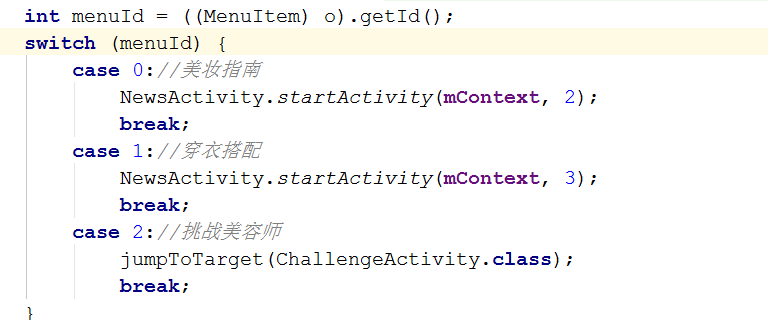 int menuId = ((MenuItem) o).getId();
switch (menuId) {
case 0://美妆指南
NewsActivity.startActivity(mContext, 2);
break;
case 1://穿衣搭配
NewsActivity.startActivity(mContext, 3);
break;
case 2://挑战美容师
jumpToTarget(ChallengeActivity.class);
break;
}